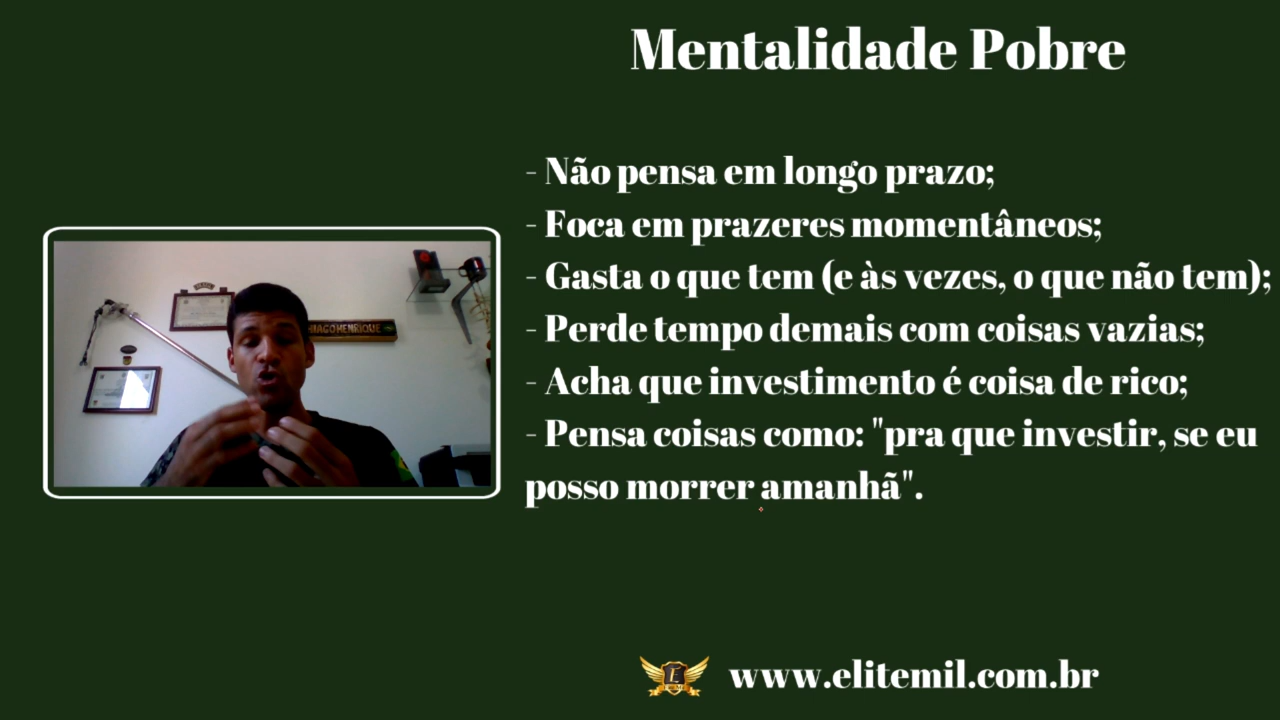 Mentalidade Pobre
- Não pensa em longo prazo;
- Foca em prazeres momentâneos;
- Gasta o que tem (e às vezes, o que não tem);
- Perde tempo demais com coisas vazias;
- Acha que investimento é coisa de rico;
- Pensa coisas como: "pra que investir, se eu
posso morrer amanhã".
HIAGO HENRIQUE
www.elitemil.com.br